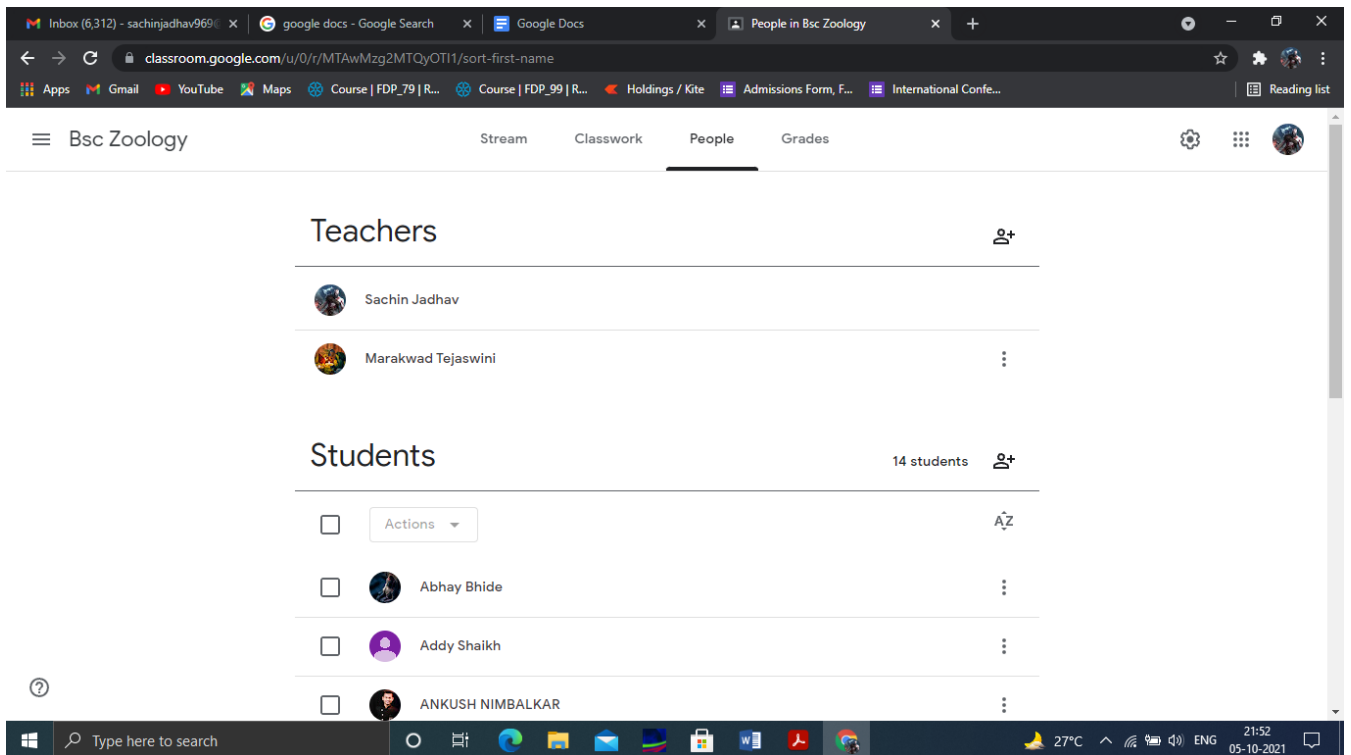 Inbox (6,312) - sachinjadhav969 google docs - Google Search Google Docs People in Bsc Zoology
classroom.google.com/u/0/r/MTAwMzg2MTQyOTI1/sort-first-name
Apps Gmail YouTube Maps Course | FDP_79 | R... Course | FDP_99 | R... Holdings / Kite Admissions Form, F... International Confe... Reading list
Bsc Zoology Stream Classwork People Grades
Teachers
Sachin Jadhav
Marakwad Tejaswini
Students 14 students
Actions AZ
Abhay Bhide
Addy Shaikh
ANKUSH NIMBALKAR
Type here to search 27°C ENG 21:52
05-10-2021